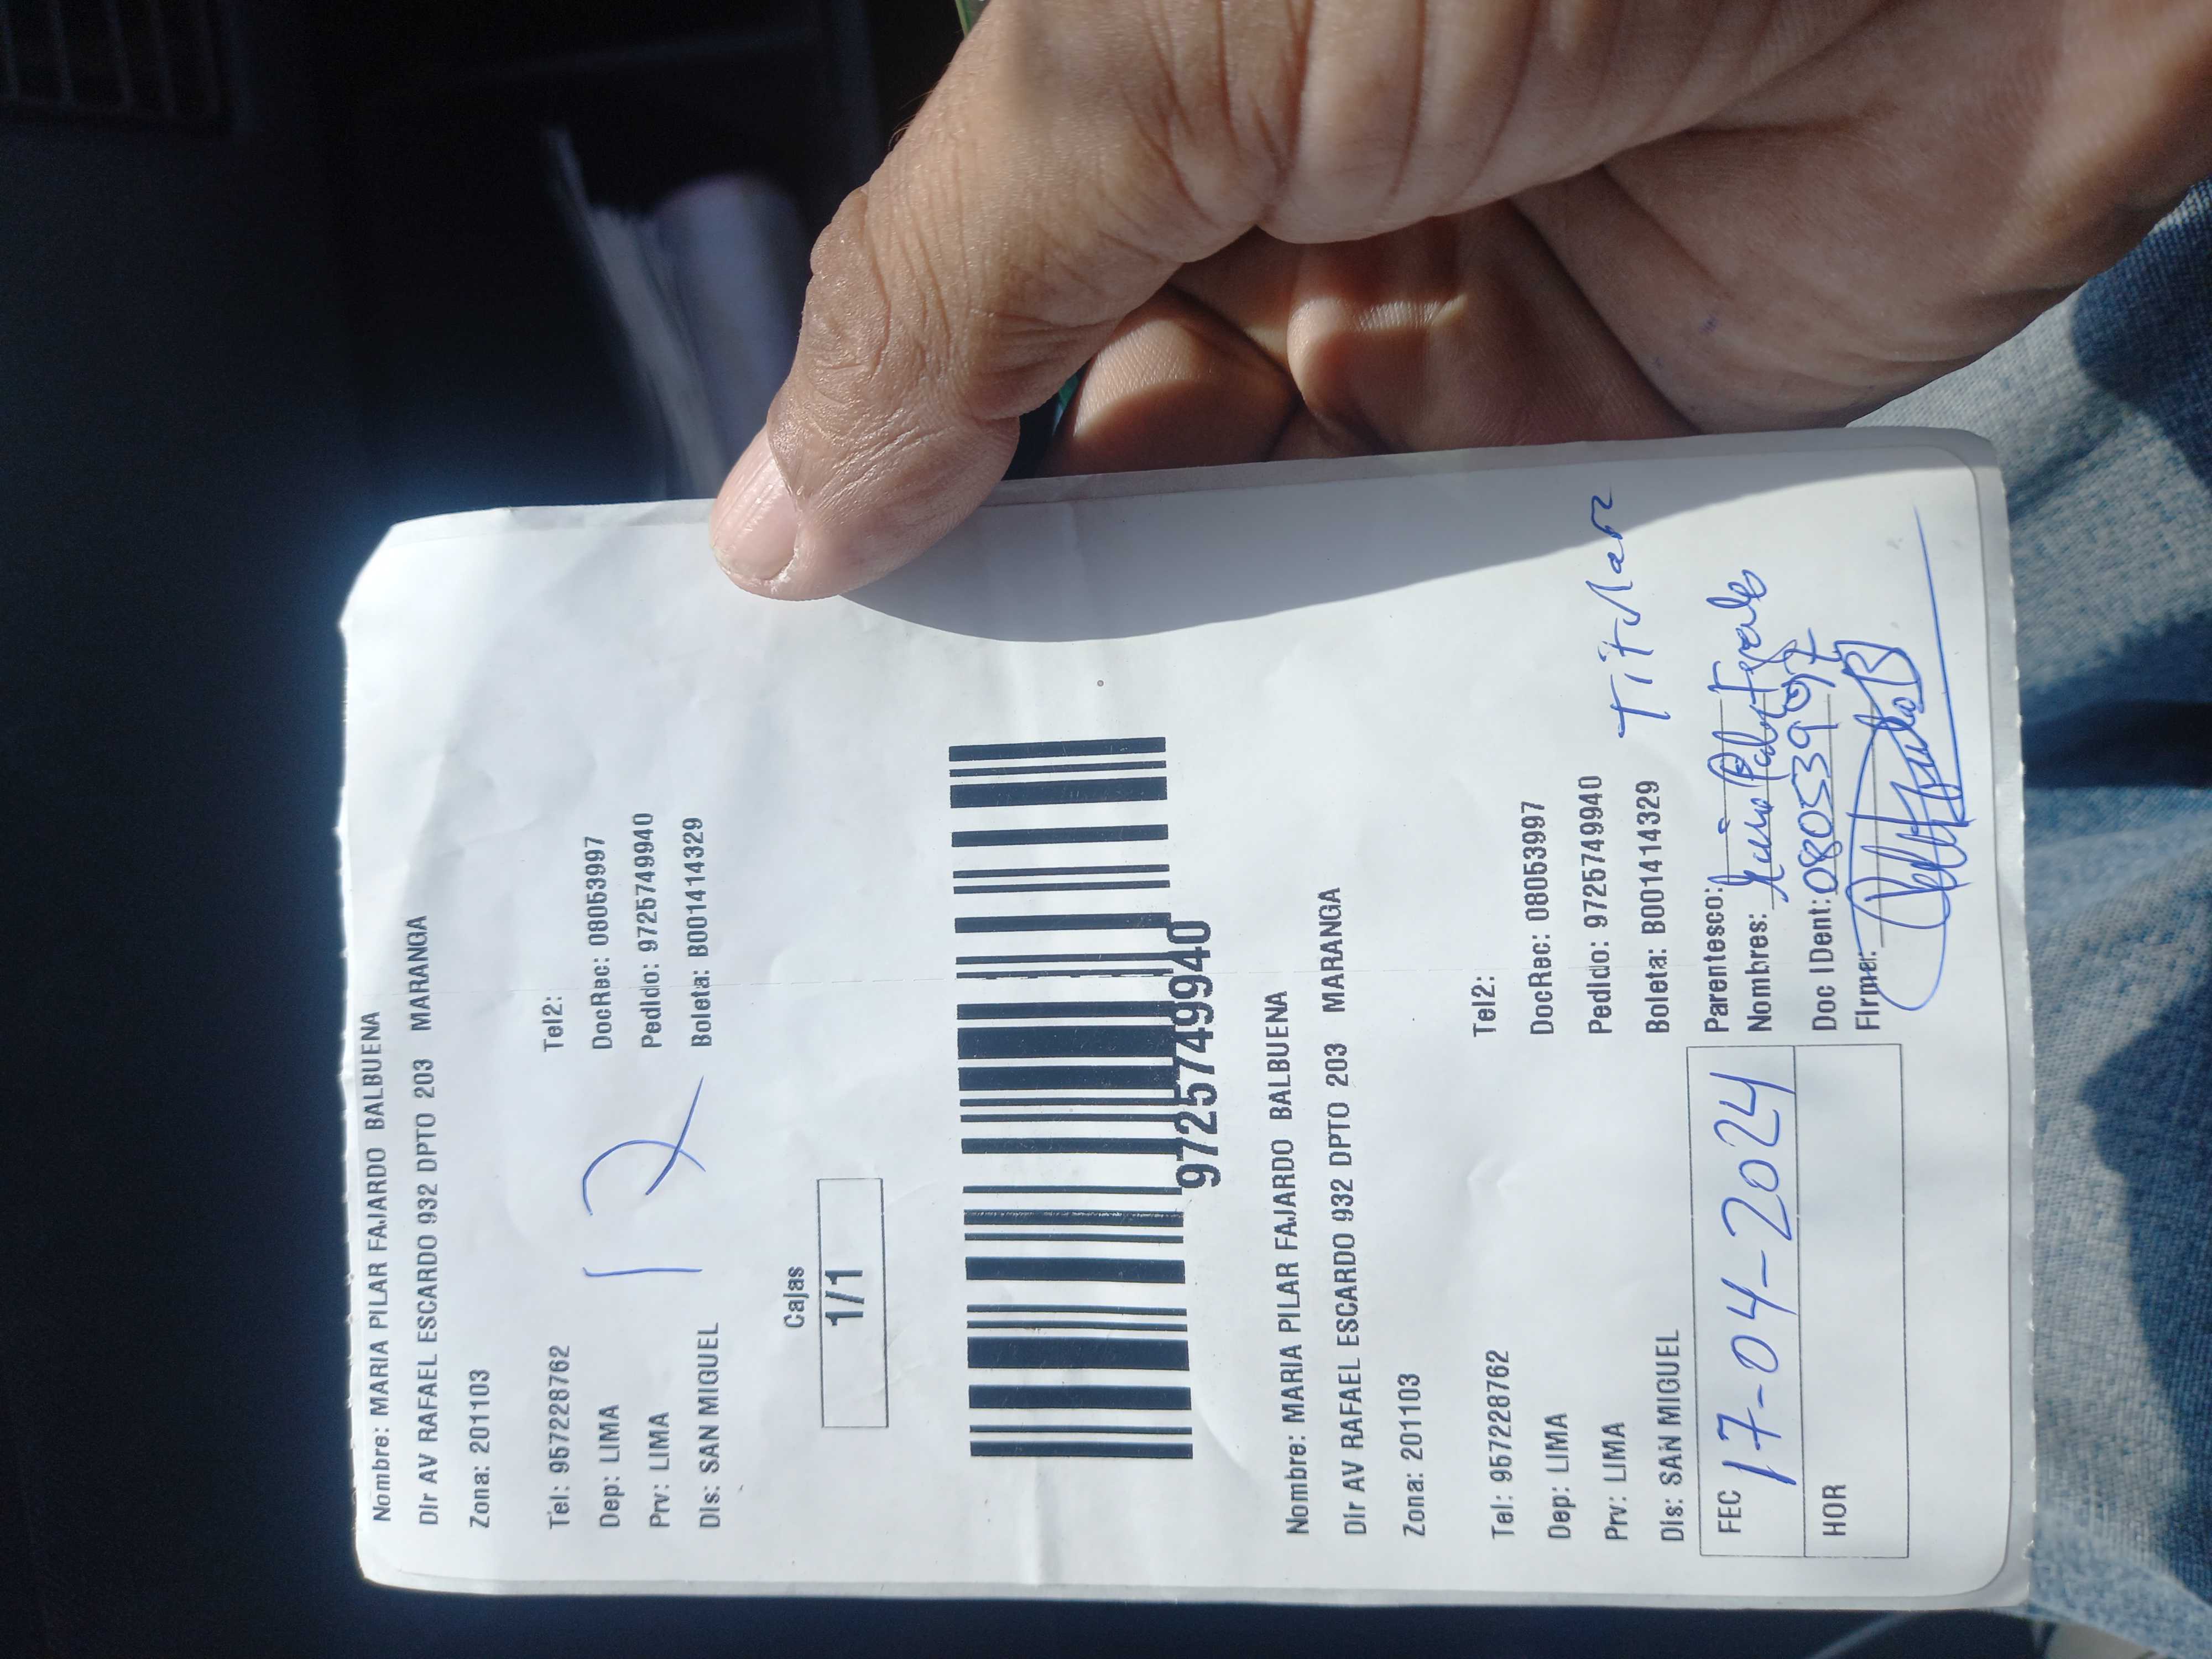 Nombre: MARIA PILAR FAJARDO BALBUENA
Dir AV RAFAEL ESCARDO 932 DPTO 203 MARANGA
Zona: 201103
Tel: 957228762 Tel2:
Dep: LIMA DocRec: 08053997
Prv: LIMA Pedido: 9725749940
Dis: SAN MIGUEL Boleta: B001414329
12
Cajas
1/1
9725749940
Nombre: MARIA PILAR FAJARDO BALBUENA
Dir AV RAFAEL ESCARDO 932 DPTO 203 MARANGA
Zona: 201103
Tel: 957228762 Tel2:
Dep: LIMA DocRec: 08053997
Prv: LIMA Pedido: 9725749940
Dis: SAN MIGUEL Boleta: B001414329
Titular
FEC 17-04-2024 Parentesco:
Nombres: Maria Pilar Fajardo
HOR Doc IDent: 08053997
Firma: